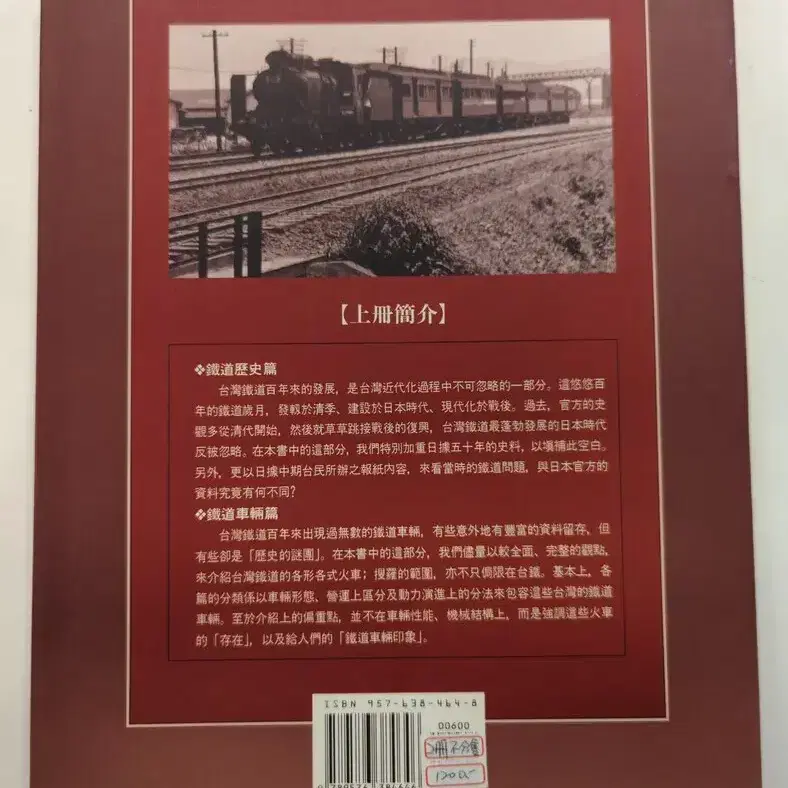 【上冊簡介】
❖鐵道歷史篇
台灣鐵道百年來的發展，是台灣近代化過程中不可忽略的一部分。這悠悠百
年的鐵道歲月，發軔於清季、建設於日本時代、現代化於戰後。過去，官方的史
觀多從清代開始，然後就草草跳接戰後的復興，台灣鐵道最蓬勃發展的日本時代
反被忽略。在本書中的這部分，我們特別加重日據五十年的史料，以填補此空白。
另外，更以日據中期台民所辦之報紙內容，來看當時的鐵道問題，與日本官方的
資料究竟有何不同？
❖鐵道車輛篇
台灣鐵道百年來出現過無數的鐵道車輛，有些意外地有豐富的資料留存，但
有些卻是「歷史的謎團」。在本書中的這部分，我們儘量以較全面、完整的觀點，
來介紹台灣鐵道的各形各式火車；搜羅的範圍，亦不只侷限在台鐵。基本上，各
篇的分類係以車輛形態、營運上區分及動力演進上的分法來包容這些台灣的鐵道
車輛。至於介紹上的偏重點，並不在車輛性能、機械結構上，而是強調這些火車
的「存在」，以及給人們的「鐵道車輛印象」。
ISBN 957-638-464-8
00600
2冊不分售